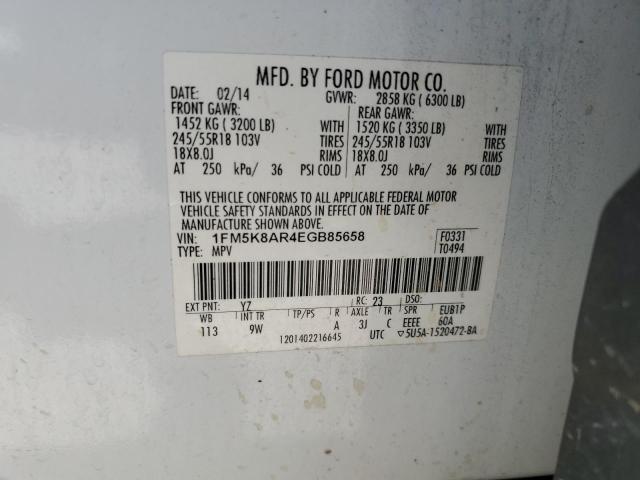 MFD. BY FORD MOTOR CO.
DATE: 02/14 GVWR: 2858 KG ( 6300 LB)
FRONT GAWR: REAR GAWR:
1452 KG ( 3200 LB) WITH 1520 KG ( 3350 LB) WITH
245/55R18 103V TIRES 245/55R18 103V TIRES
18X8.0J RIMS 18X8.0J RIMS
AT 250 kPa/ 36 PSI COLD AT 250 kPa/ 36 PSI COLD
THIS VEHICLE CONFORMS TO ALL APPLICABLE FEDERAL MOTOR
VEHICLE SAFETY STANDARDS IN EFFECT ON THE DATE OF
MANUFACTURE SHOWN ABOVE.
VIN: 1FM5K8AR4EGB85658 F0331
TYPE: MPV T0494
EXT PNT: YZ RC: 23 DSO:
WB INT TR TP/PS R AXLE TR SPR EUB1P
113 9W A 3J C EEEE 60A
1201402216645 UTC ▽5U5A-1520472-BA